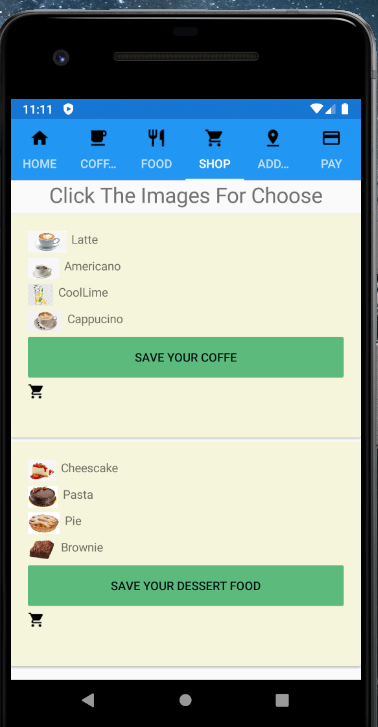 11:11
HOME COFF... FOOD SHOP ADD... PAY
Click The Images For Choose
Latte
Americano
CoolLime
Cappucino
SAVE YOUR COFFE
Cheescake
Pasta
Pie
Brownie
SAVE YOUR DESSERT FOOD